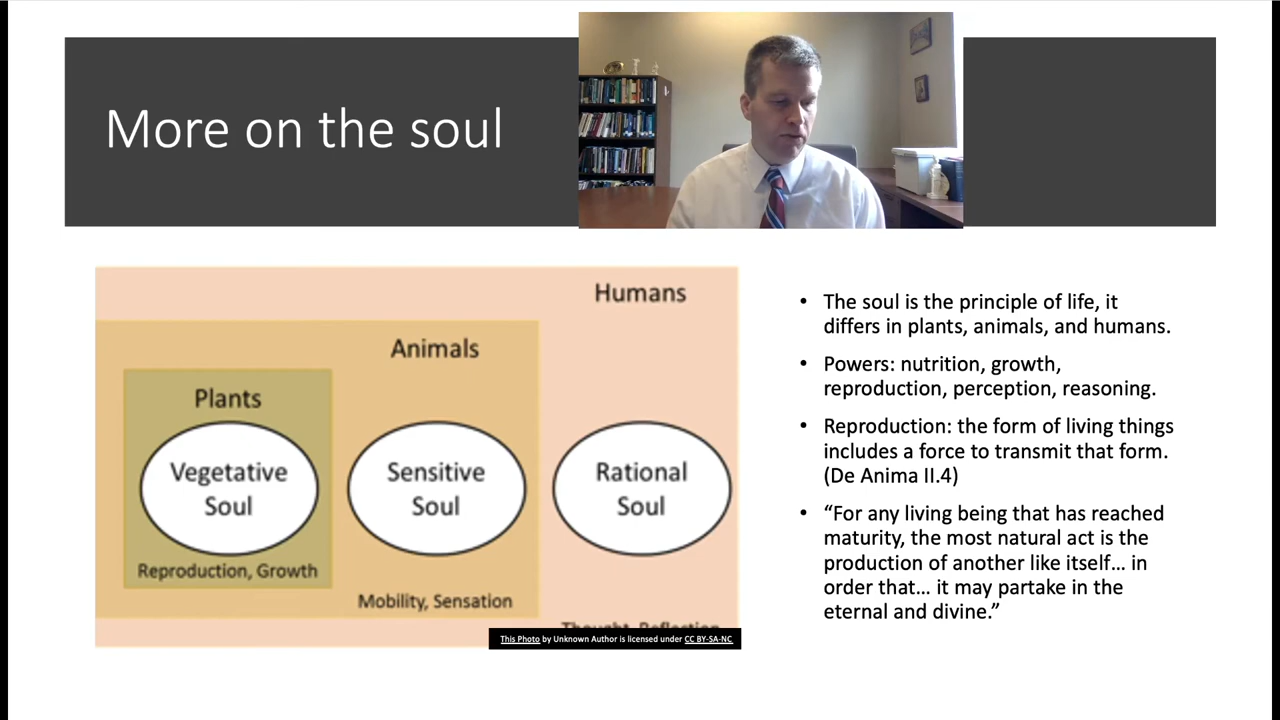 More on the soul
Humans
Animals
Plants
Vegetative
Soul
Sensitive
Soul
Rational
Soul
Reproduction, Growth
Mobility, Sensation
Thought, Reflection
This Photo by Unknown Author is licensed under CC BY-SA-NC
• The soul is the principle of life, it
differs in plants, animals, and humans.
• Powers: nutrition, growth,
reproduction, perception, reasoning.
• Reproduction: the form of living things
includes a force to transmit that form.
(De Anima II.4)
• “For any living being that has reached
maturity, the most natural act is the
production of another like itself… in
order that… it may partake in the
eternal and divine.”